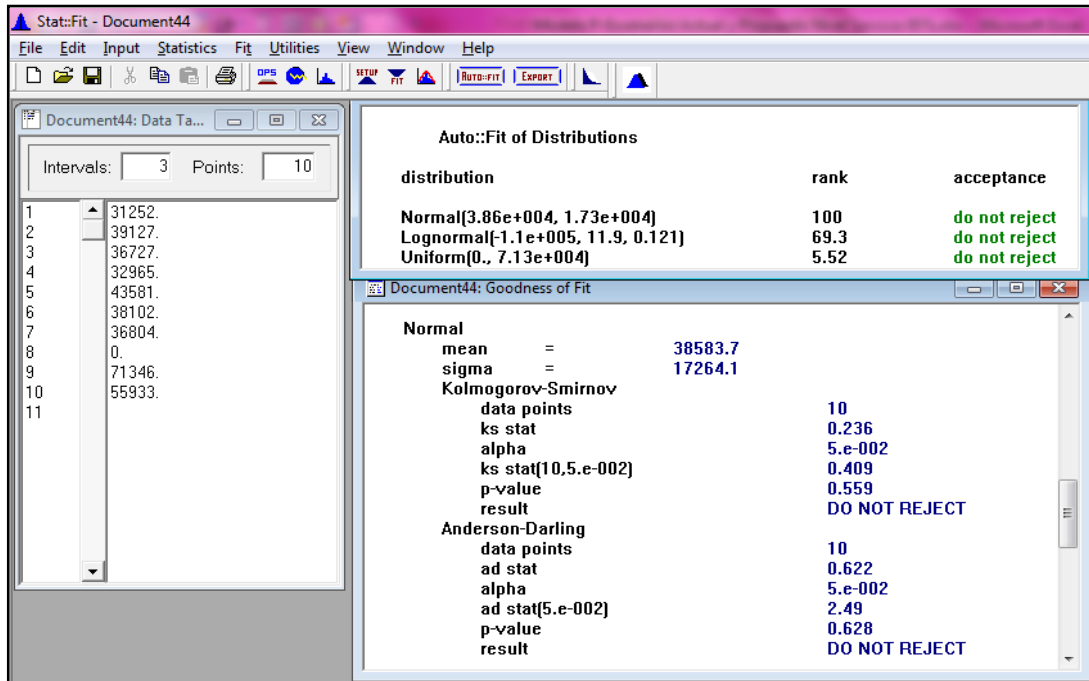 Stat::Fit - Document44
File Edit Input Statistics Fit Utilities View Window Help
OPS SETUP FIT AUTO::FIT EXPORT
Document44: Data Ta...
Intervals: 3 Points: 10
1 31252.
2 39127.
3 36727.
4 32965.
5 43581.
6 38102.
7 36804.
8 0.
9 71346.
10 55933.
11
Auto::Fit of Distributions
distribution rank acceptance
Normal(3.86e+004, 1.73e+004) 100 do not reject
Lognormal(-1.1e+005, 11.9, 0.121) 69.3 do not reject
Uniform(0., 7.13e+004) 5.52 do not reject
Document44: Goodness of Fit
Normal
mean = 38583.7
sigma = 17264.1
Kolmogorov-Smirnov
data points 10
ks stat 0.236
alpha 5.e-002
ks stat(10,5.e-002) 0.409
p-value 0.559
result DO NOT REJECT
Anderson-Darling
data points 10
ad stat 0.622
alpha 5.e-002
ad stat(5.e-002) 2.49
p-value 0.628
result DO NOT REJECT